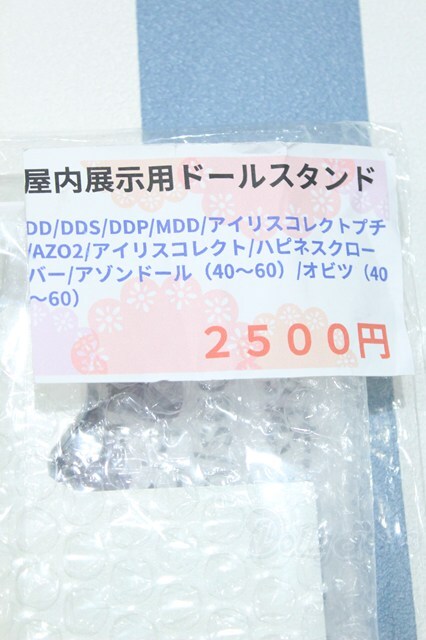 屋内展示用ドールスタンド
DD/DDS/DDP/MDD/アイリスコレクトプチ
/AZO2/アイリスコレクト/ハピネスクロー
バー/アゾンドール（40～60）/オビツ（40
～60）
２５００円